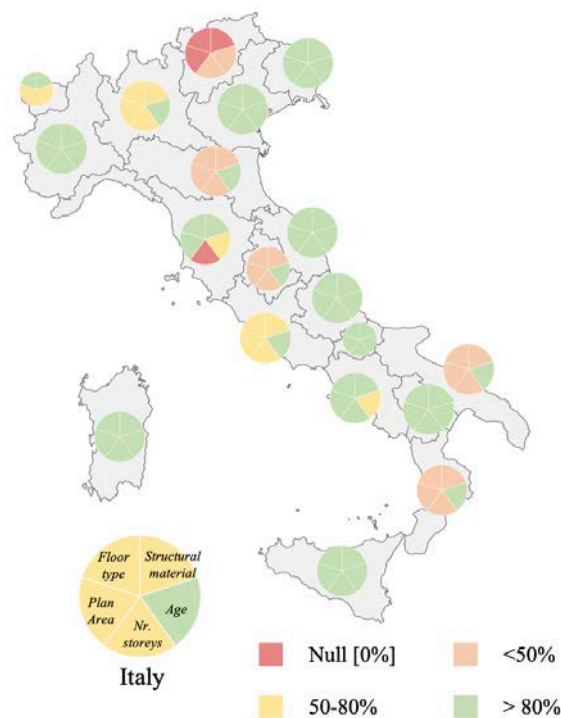 Floor
type
Structural
material
Plan
Area
Age
Nr.
storeys
Italy
Null [0%]
<50%
50-80%
> 80%